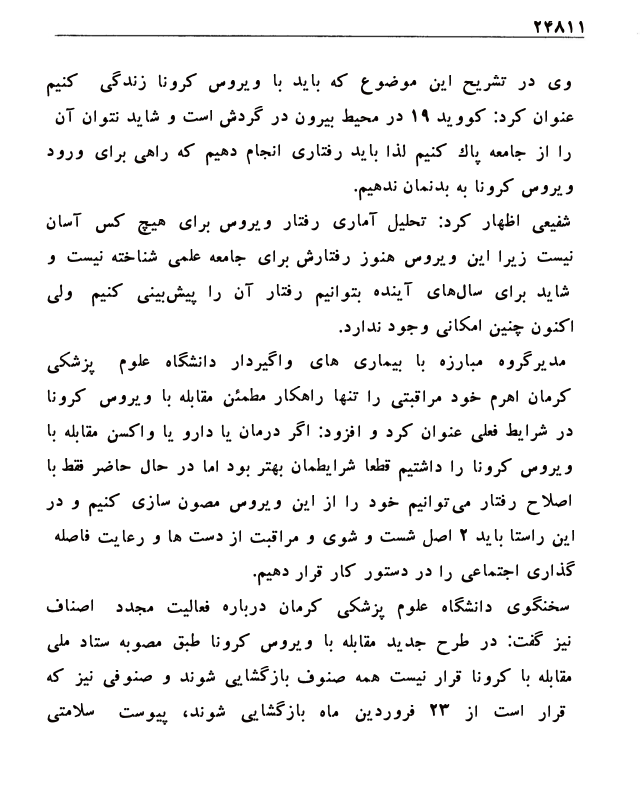 ۲۴۸۱۱
وی در تشریح این موضوع که باید با ویروس کرونا زندگی کنیم
عنوان کرد: کووید ۱۹ در محیط بیرون در گردش است و شاید نتوان آن
را از جامعه پاك کنیم لذا باید رفتاری انجام دهیم که راهی برای ورود
ویروس کرونا به بدنمان ندهیم.
شفیعی اظهار کرد: تحلیل آماری رفتار ویروس برای هیچ کس آسان
نیست زیرا این ویروس هنوز رفتارش برای جامعه علمی شناخته نیست و
شاید برای سال‌های آینده بتوانیم رفتار آن را پیش‌بینی کنیم ولی
اکنون چنین امکانی وجود ندارد.
مدیرگروه مبارزه با بیماری های واگیردار دانشگاه علوم پزشکی
کرمان اهرم خود مراقبتی را تنها راهکار مطمئن مقابله با ویروس کرونا
در شرایط فعلی عنوان کرد و افزود: اگر درمان یا دارو یا واکسن مقابله با
ویروس کرونا را داشتیم قطعا شرایطمان بهتر بود اما در حال حاضر فقط با
اصلاح رفتار می‌توانیم خود را از این ویروس مصون سازی کنیم و در
این راستا باید ۲ اصل شست و شوی و مراقبت از دست ها و رعایت فاصله
گذاری اجتماعی را در دستور کار قرار دهیم.
سخنگوی دانشگاه علوم پزشکی کرمان درباره فعالیت مجدد اصناف
نیز گفت: در طرح جدید مقابله با ویروس کرونا طبق مصوبه ستاد ملی
مقابله با کرونا قرار نیست همه صنوف بازگشایی شوند و صنوفی نیز که
قرار است از ۲۳ فروردین ماه بازگشایی شوند، پیوست سلامتی